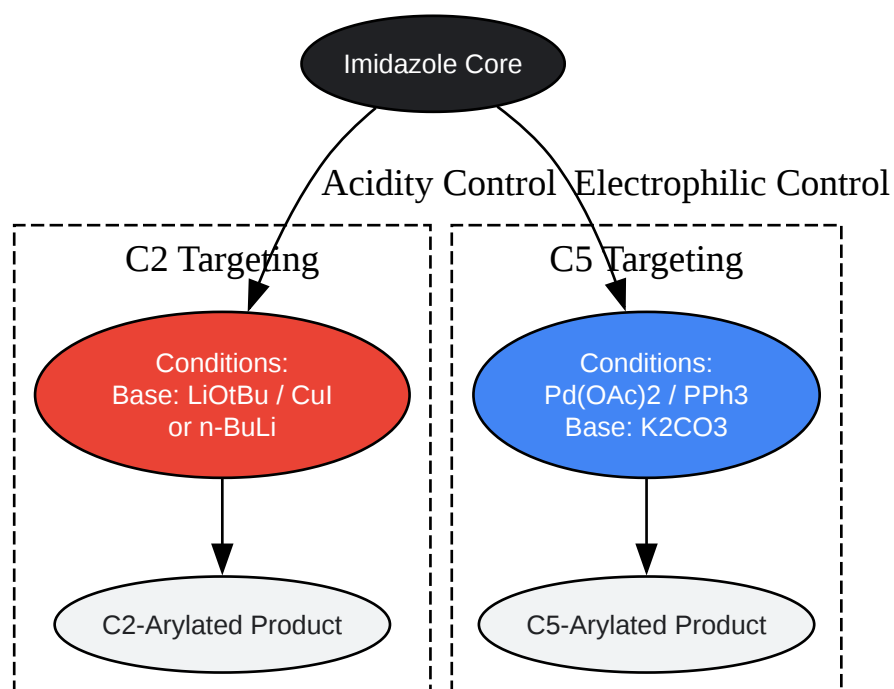 Imidazole Core
Acidity Control
Electrophilic Control
C2 Targeting
C5 Targeting
Conditions:
Base: LiOtBu / CuI
or n-BuLi
Conditions:
Pd(OAc)2 / PPh3
Base: K2CO3
C2-Arylated Product
C5-Arylated Product